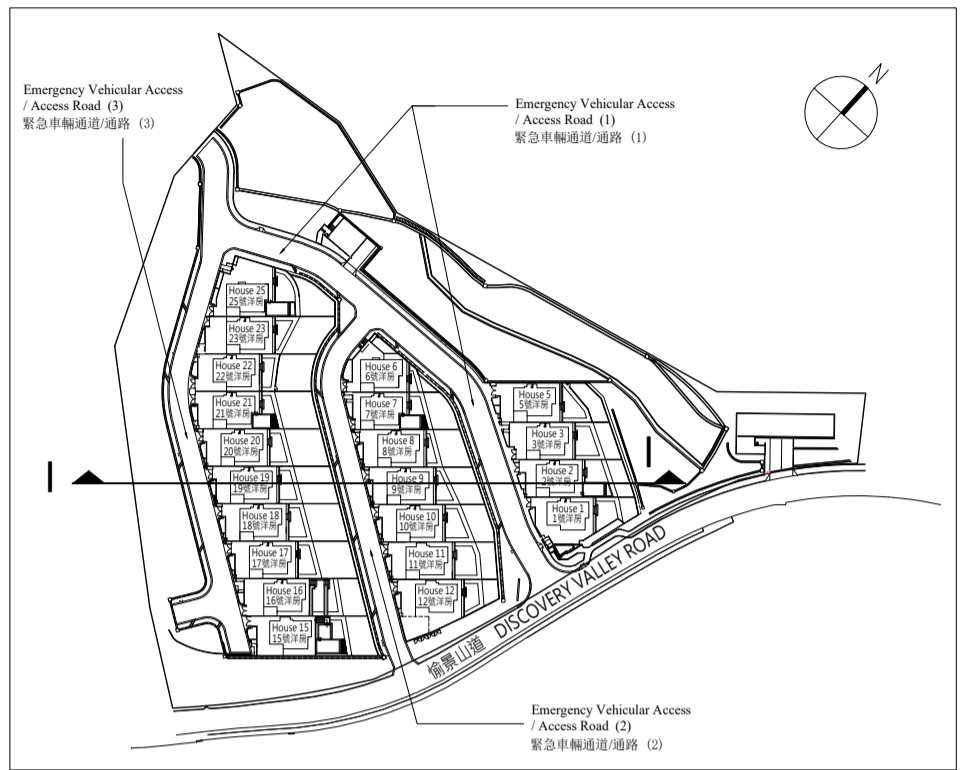 N
Emergency Vehicular Access
/ Access Road (3)
緊急車輛通道/通路 (3)
Emergency Vehicular Access
/ Access Road (1)
緊急車輛通道/通路 (1)
House 25
25號洋房
House 23
23號洋房
House 22
22號洋房
House 21
21號洋房
House 20
20號洋房
House 19
19號洋房
House 18
18號洋房
House 17
17號洋房
House 16
16號洋房
House 15
15號洋房
House 6
6號洋房
House 7
7號洋房
House 8
8號洋房
House 9
9號洋房
House 10
10號洋房
House 11
11號洋房
House 12
12號洋房
House 5
5號洋房
House 3
3號洋房
House 2
2號洋房
House 1
1號洋房
愉景山道 DISCOVERY VALLEY ROAD
Emergency Vehicular Access
/ Access Road (2)
緊急車輛通道/通路 (2)